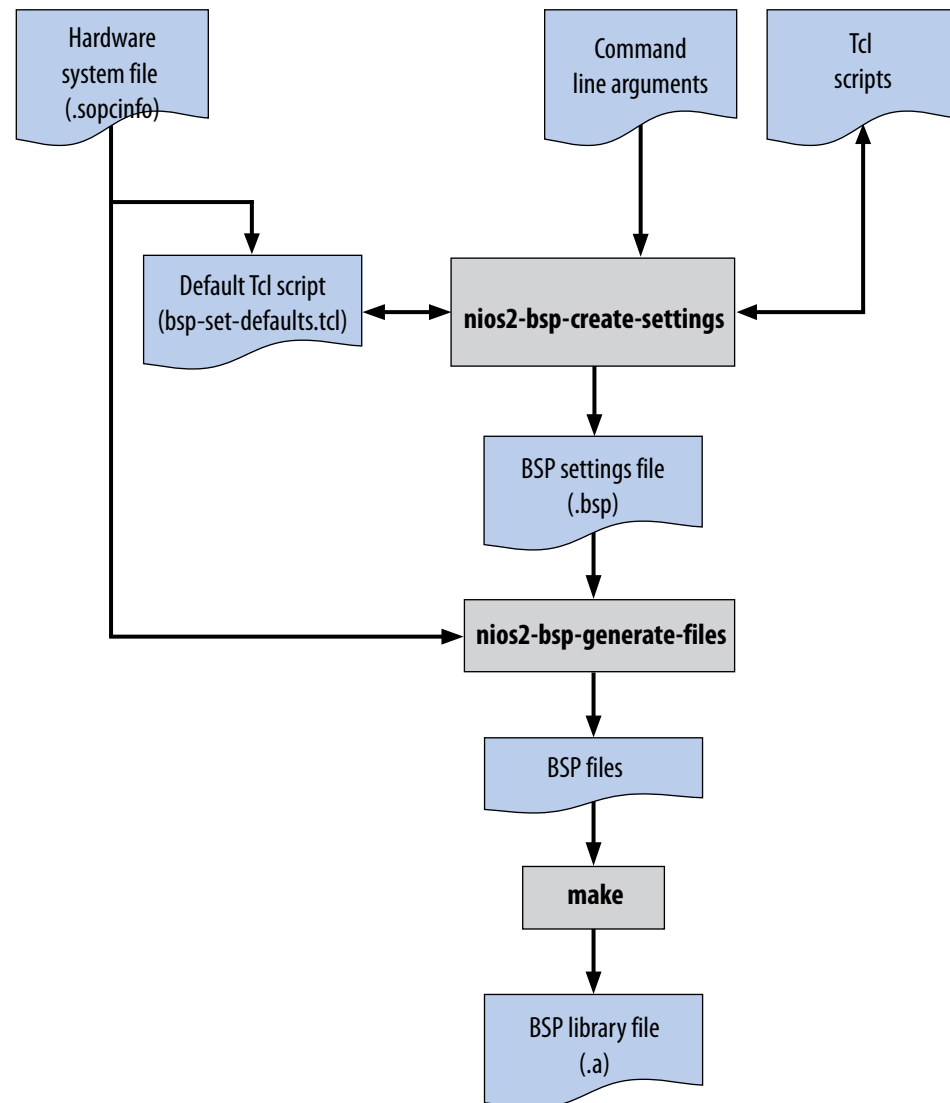 Hardware
system file
(.sopcinfo)
Command
line arguments
Tcl
scripts
Default Tcl script
(bsp-set-defaults.tcl)
nios2-bsp-create-settings
BSP settings file
(.bsp)
nios2-bsp-generate-files
BSP files
make
BSP library file
(.a)